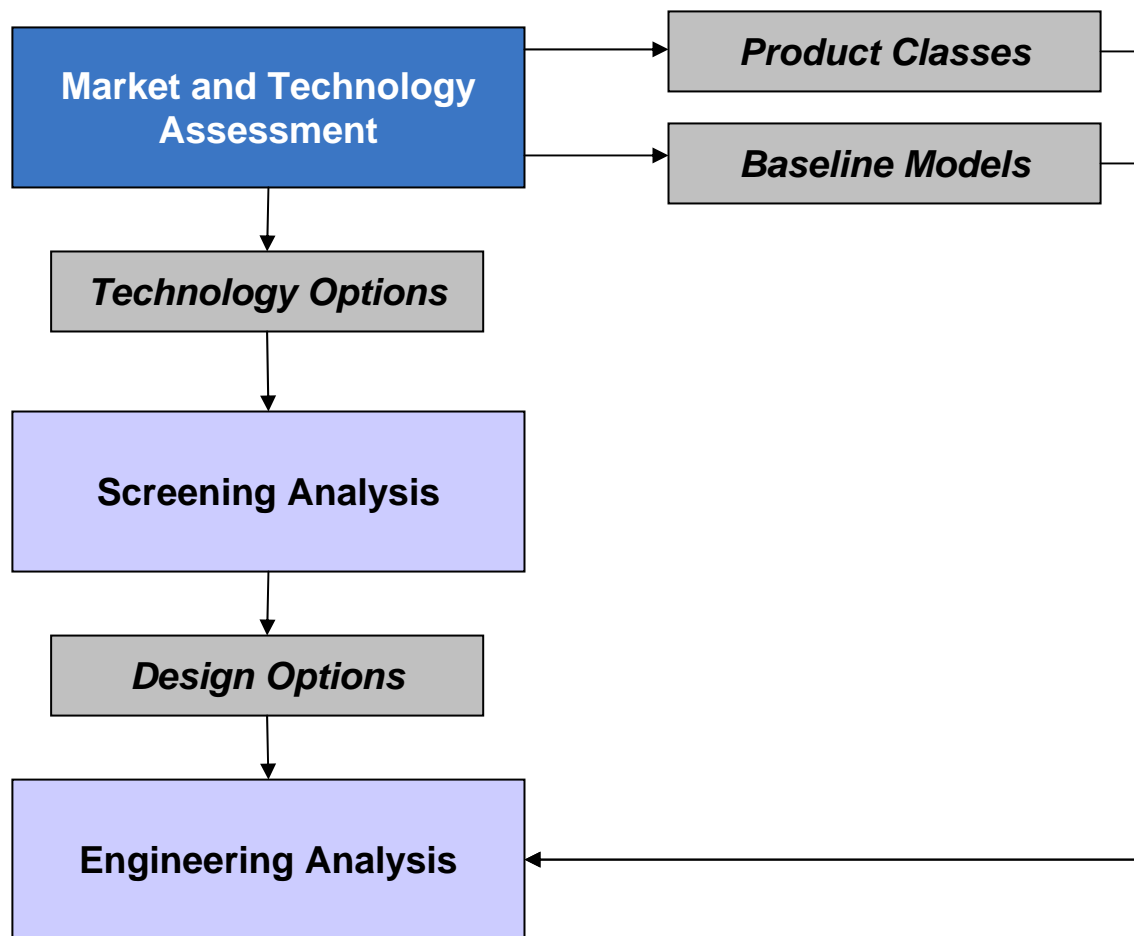 Market and Technology
Assessment
Product Classes
Baseline Models
Technology Options
Screening Analysis
Design Options
Engineering Analysis